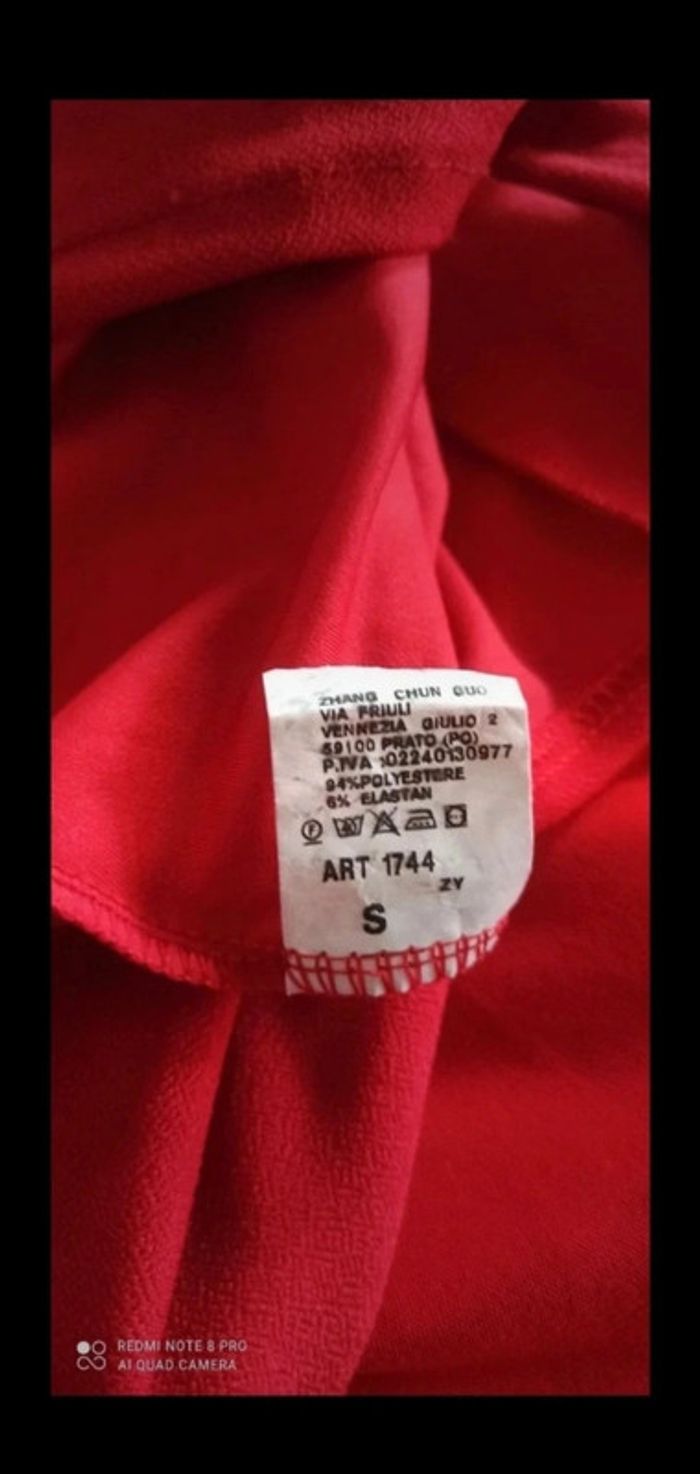 ZHANG CHUN GUO
VIA FRIULI
VENNEZIA GIULIO 2
59100 PRATO (PO)
P.IVA :02240130977
94%POLYESTERE
6% ELASTAN
ART 1744
ZY
S
REDMI NOTE 8 PRO
AI QUAD CAMERA